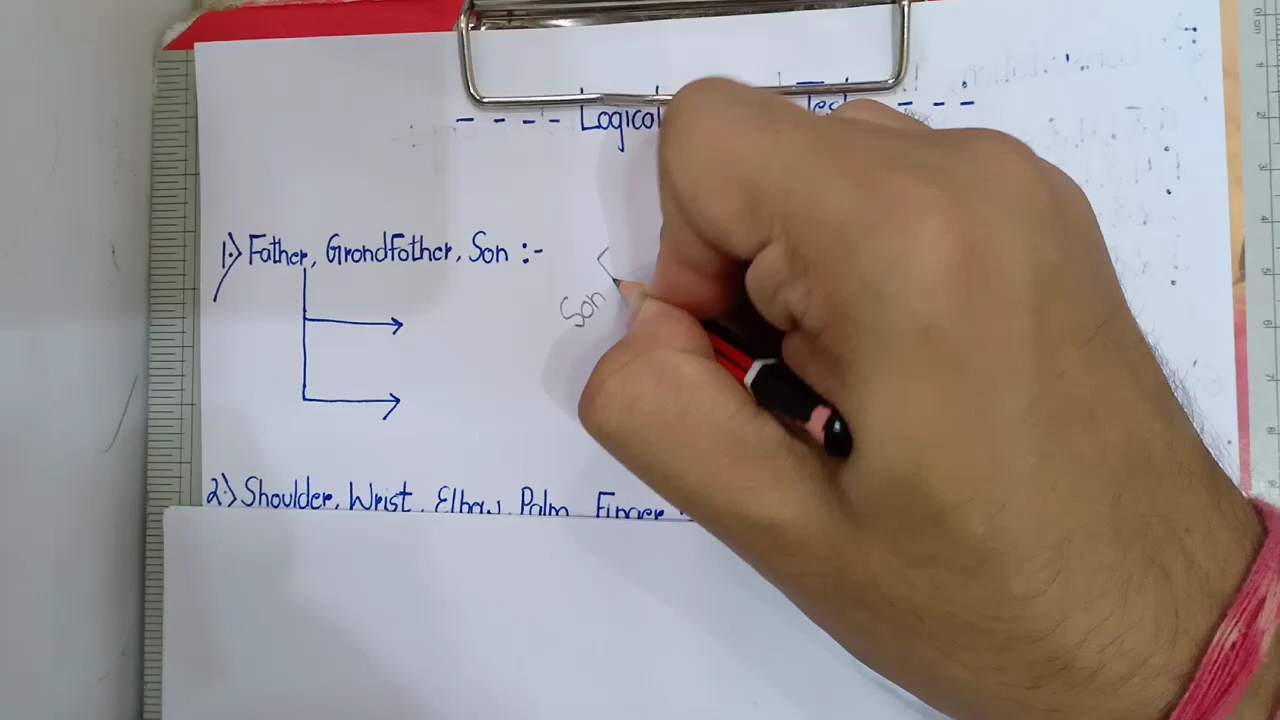 - - - - Logical - - -
1.) Father, Grandfather, Son :-
Son
2.) Shoulder, Wrist, Elbow, Palm Finger